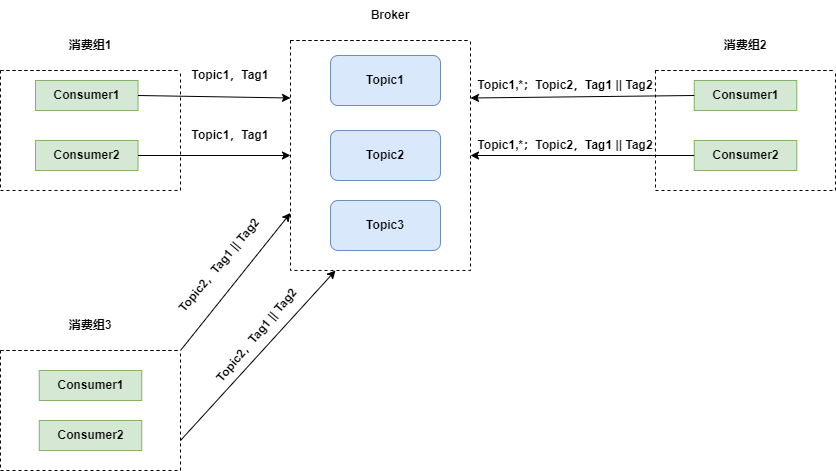 Broker
消费组1
消费组2
Topic1，Tag1
Topic1
Topic1,*；Topic2，Tag1 || Tag2
Consumer1
Consumer1
Topic1，Tag1
Topic1,*；Topic2，Tag1 || Tag2
Consumer2
Topic2
Consumer2
Topic3
Topic2，Tag1 || Tag2
Topic2，Tag1 || Tag2
消费组3
Consumer1
Consumer2